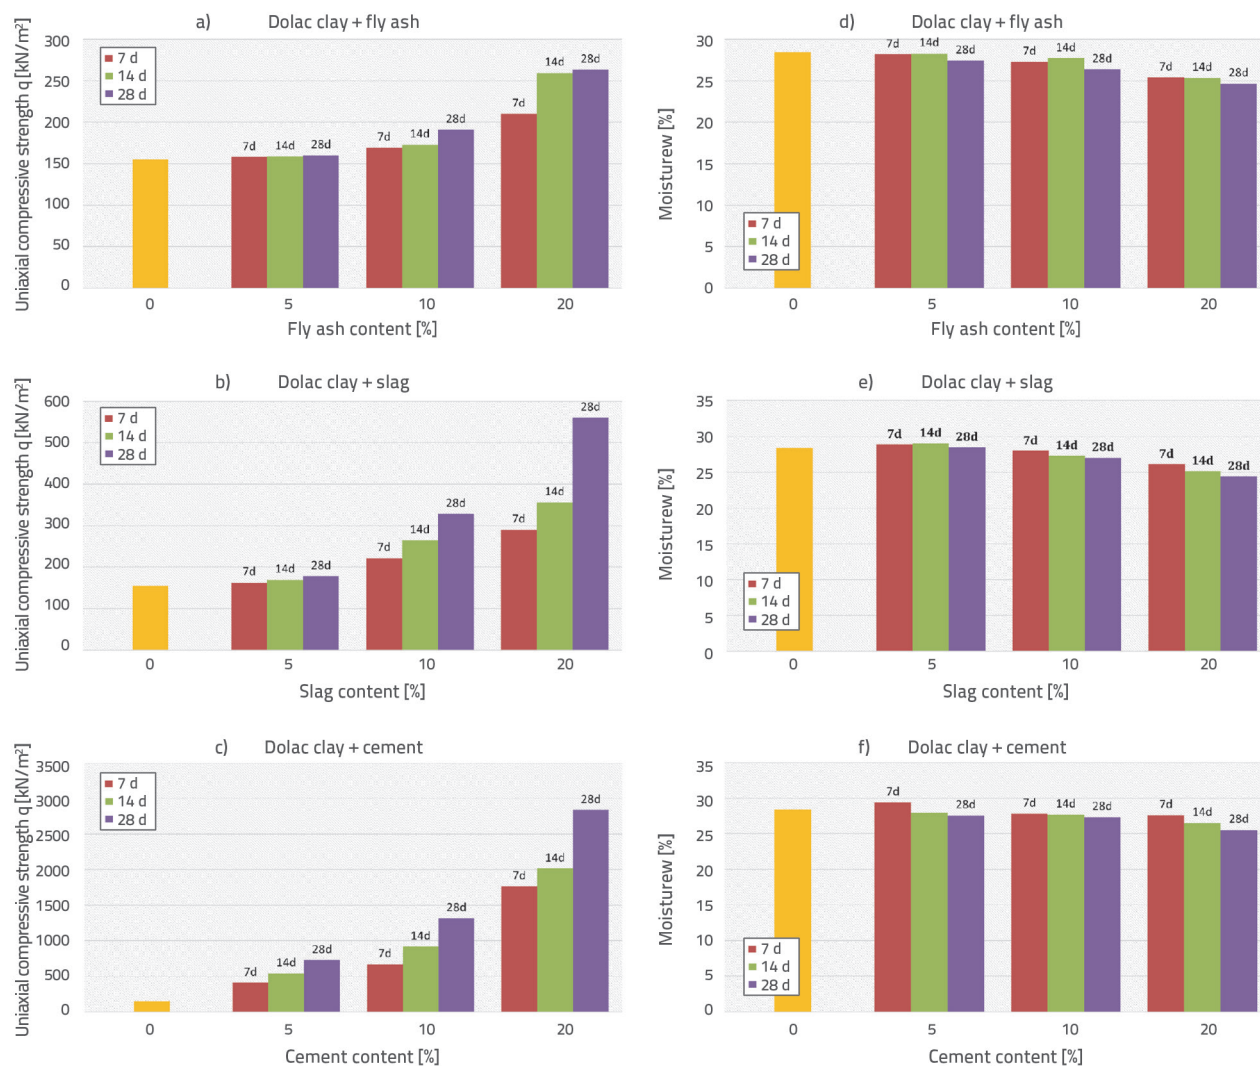 a) Dolac clay + fly ash
Uniaxial compressive strength q [kN/m²]
300
250
200
150
100
50
0
7 d
14 d
28 d
7d 14d 28d
7d 14d 28d
7d 14d 28d
0 5 10 20
Fly ash content [%]
d) Dolac clay + fly ash
Moisturew [%]
30
25
20
15
10
5
0
7 d
14 d
28 d
7d 14d 28d
7d 14d 28d
7d 14d 28d
0 5 10 20
Fly ash content [%]
b) Dolac clay + slag
Uniaxial compressive strength q [kN/m²]
600
500
400
300
200
100
0
7 d
14 d
28 d
7d 14d 28d
7d 14d 28d
7d 14d 28d
0 5 10 20
Slag content [%]
e) Dolac clay + slag
Moisturew [%]
35
30
25
20
15
10
5
0
7 d
14 d
28 d
7d 14d 28d
7d 14d 28d
7d 14d 28d
0 5 10 20
Slag content [%]
c) Dolac clay + cement
Uniaxial compressive strength q [kN/m²]
3500
3000
2500
2000
1500
1000
500
0
7 d
14 d
28 d
7d 14d 28d
7d 14d 28d
7d 14d 28d
0 5 10 20
Cement content [%]
f) Dolac clay + cement
Moisturew [%]
35
30
25
20
15
10
5
0
7 d
14 d
28 d
7d 28d
7d 14d 28d
7d 14d 28d
0 5 10 20
Cement content [%]